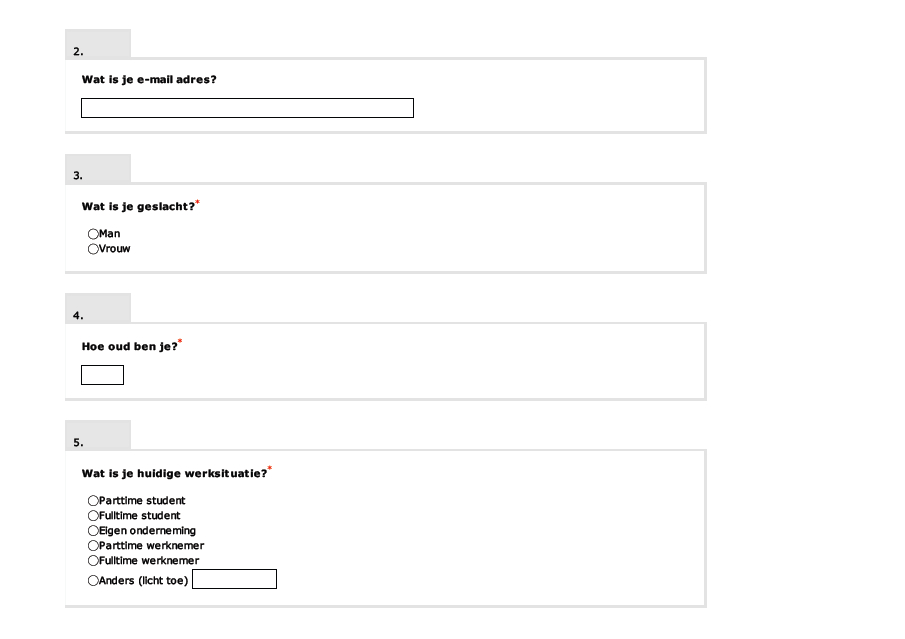 2.
Wat is je e-mail adres?
3.
Wat is je geslacht?*
Man
Vrouw
4.
Hoe oud ben je?*
5.
Wat is je huidige werksituatie?*
Parttime student
Fulltime student
Eigen onderneming
Parttime werknemer
Fulltime werknemer
Anders (licht toe)